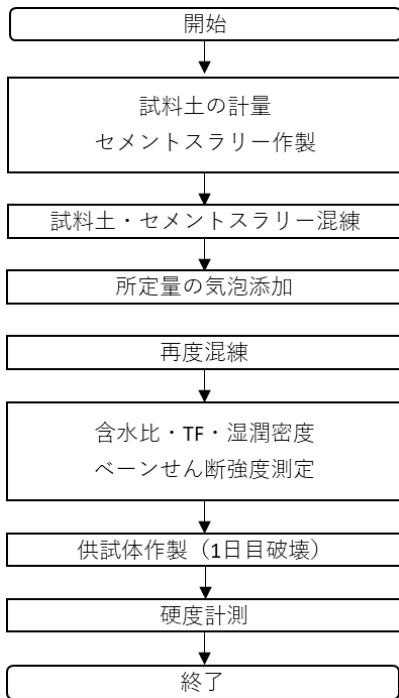 開始
試料土の計量
セメントスラリー作製
試料土・セメントスラリー混練
所定量の気泡添加
再度混練
含水比・TF・湿潤密度
ベーンせん断強度測定
供試体作製（1日目破壊）
硬度計測
終了